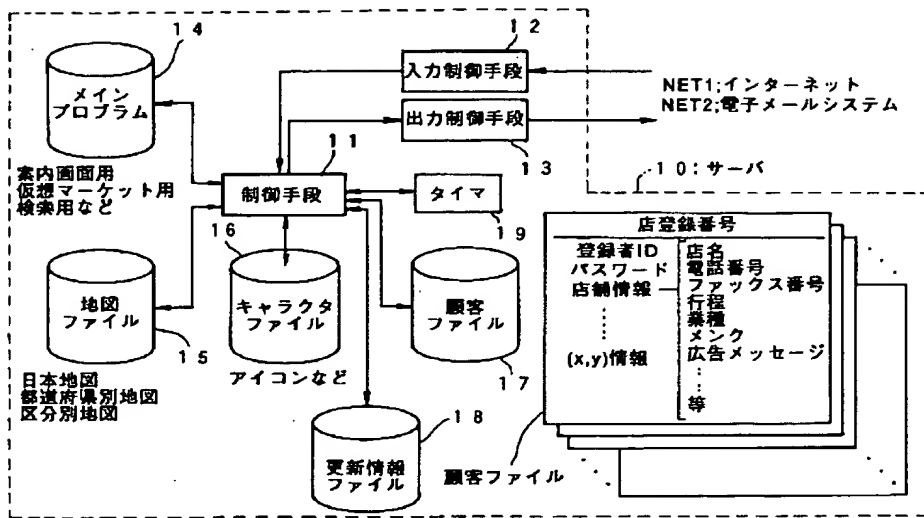 14
メイン
プロブラム
案内画面用
仮想マーケット用
検索用など
12
入力制御手段
出力制御手段
13
NET1;インターネット
NET2;電子メールシステム
11
制御手段
タイマ
19
10:サーバ
地図
ファイル
15
日本地図
都道府県別地図
区分別地図
16
キャラクタ
ファイル
アイコンなど
顧客
ファイル
17
更新情報
ファイル
18
店登録番号
登録者ID
パスワード
店舗情報
(x,y)情報
店名
電話番号
ファックス番号
行程
業種
メンク
広告メッセージ
等
顧客ファイル